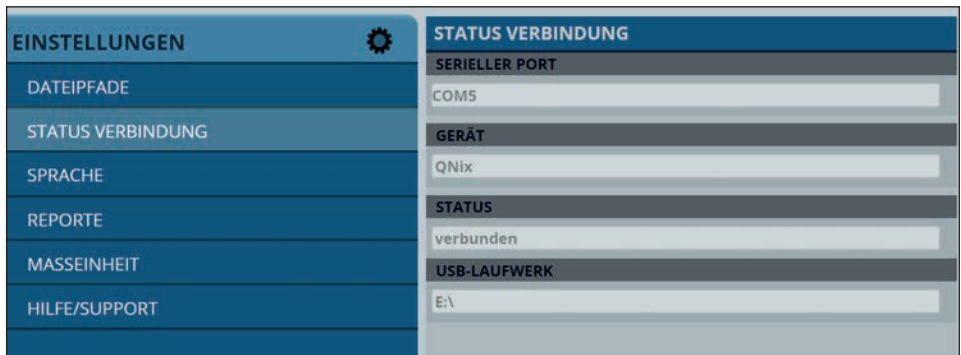 EINSTELLUNGEN
DATEIPFADE
STATUS VERBINDUNG
SPRACHE
REPORTE
MASSEINHEIT
HILFE/SUPPORT
STATUS VERBINDUNG
SERIELLER PORT
COM5
GERÄT
QNix
STATUS
verbunden
USB-LAUFWERK
E:\